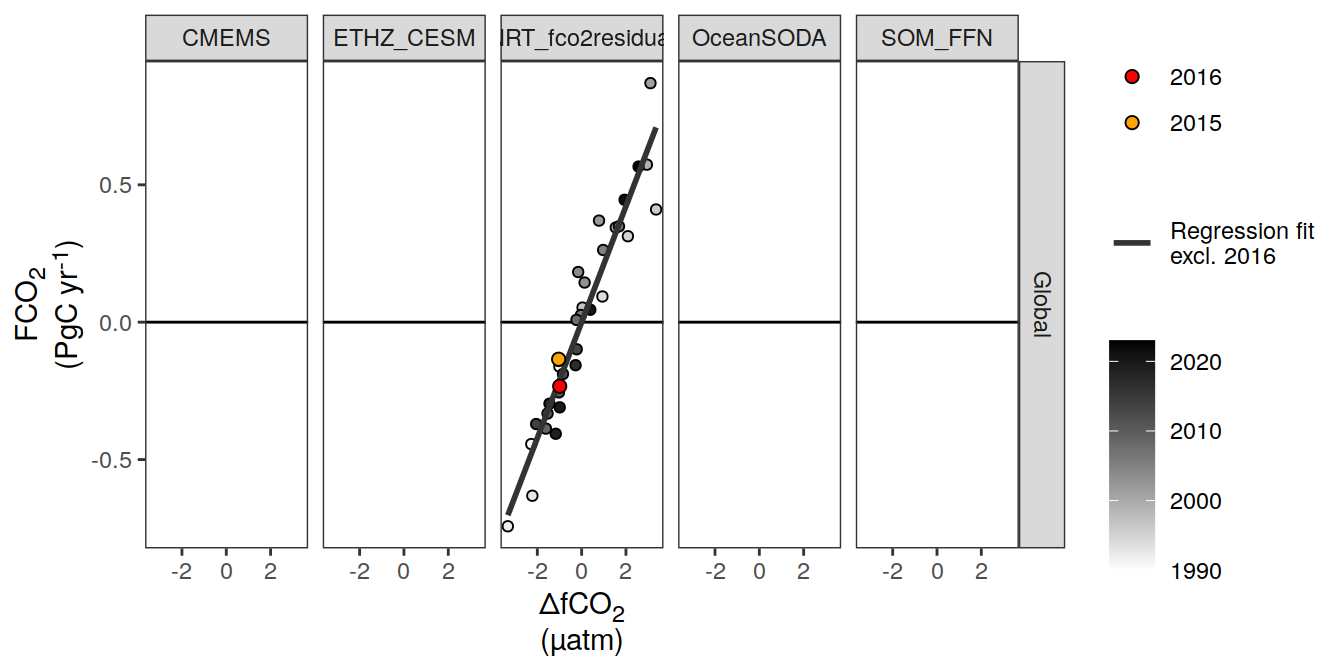 CMEMS ETHZ_CESM NRT_fco2residual OceanSODA SOM_FFN
2016
2015
Regression fit
excl. 2016
2020
2010
2000
1990
Global
0.5
0.0
-0.5
FCO2
(PgC yr-1)
-2 0 2 -2 0 2 -2 0 2 -2 0 2 -2 0 2
ΔfCO2
(µatm)